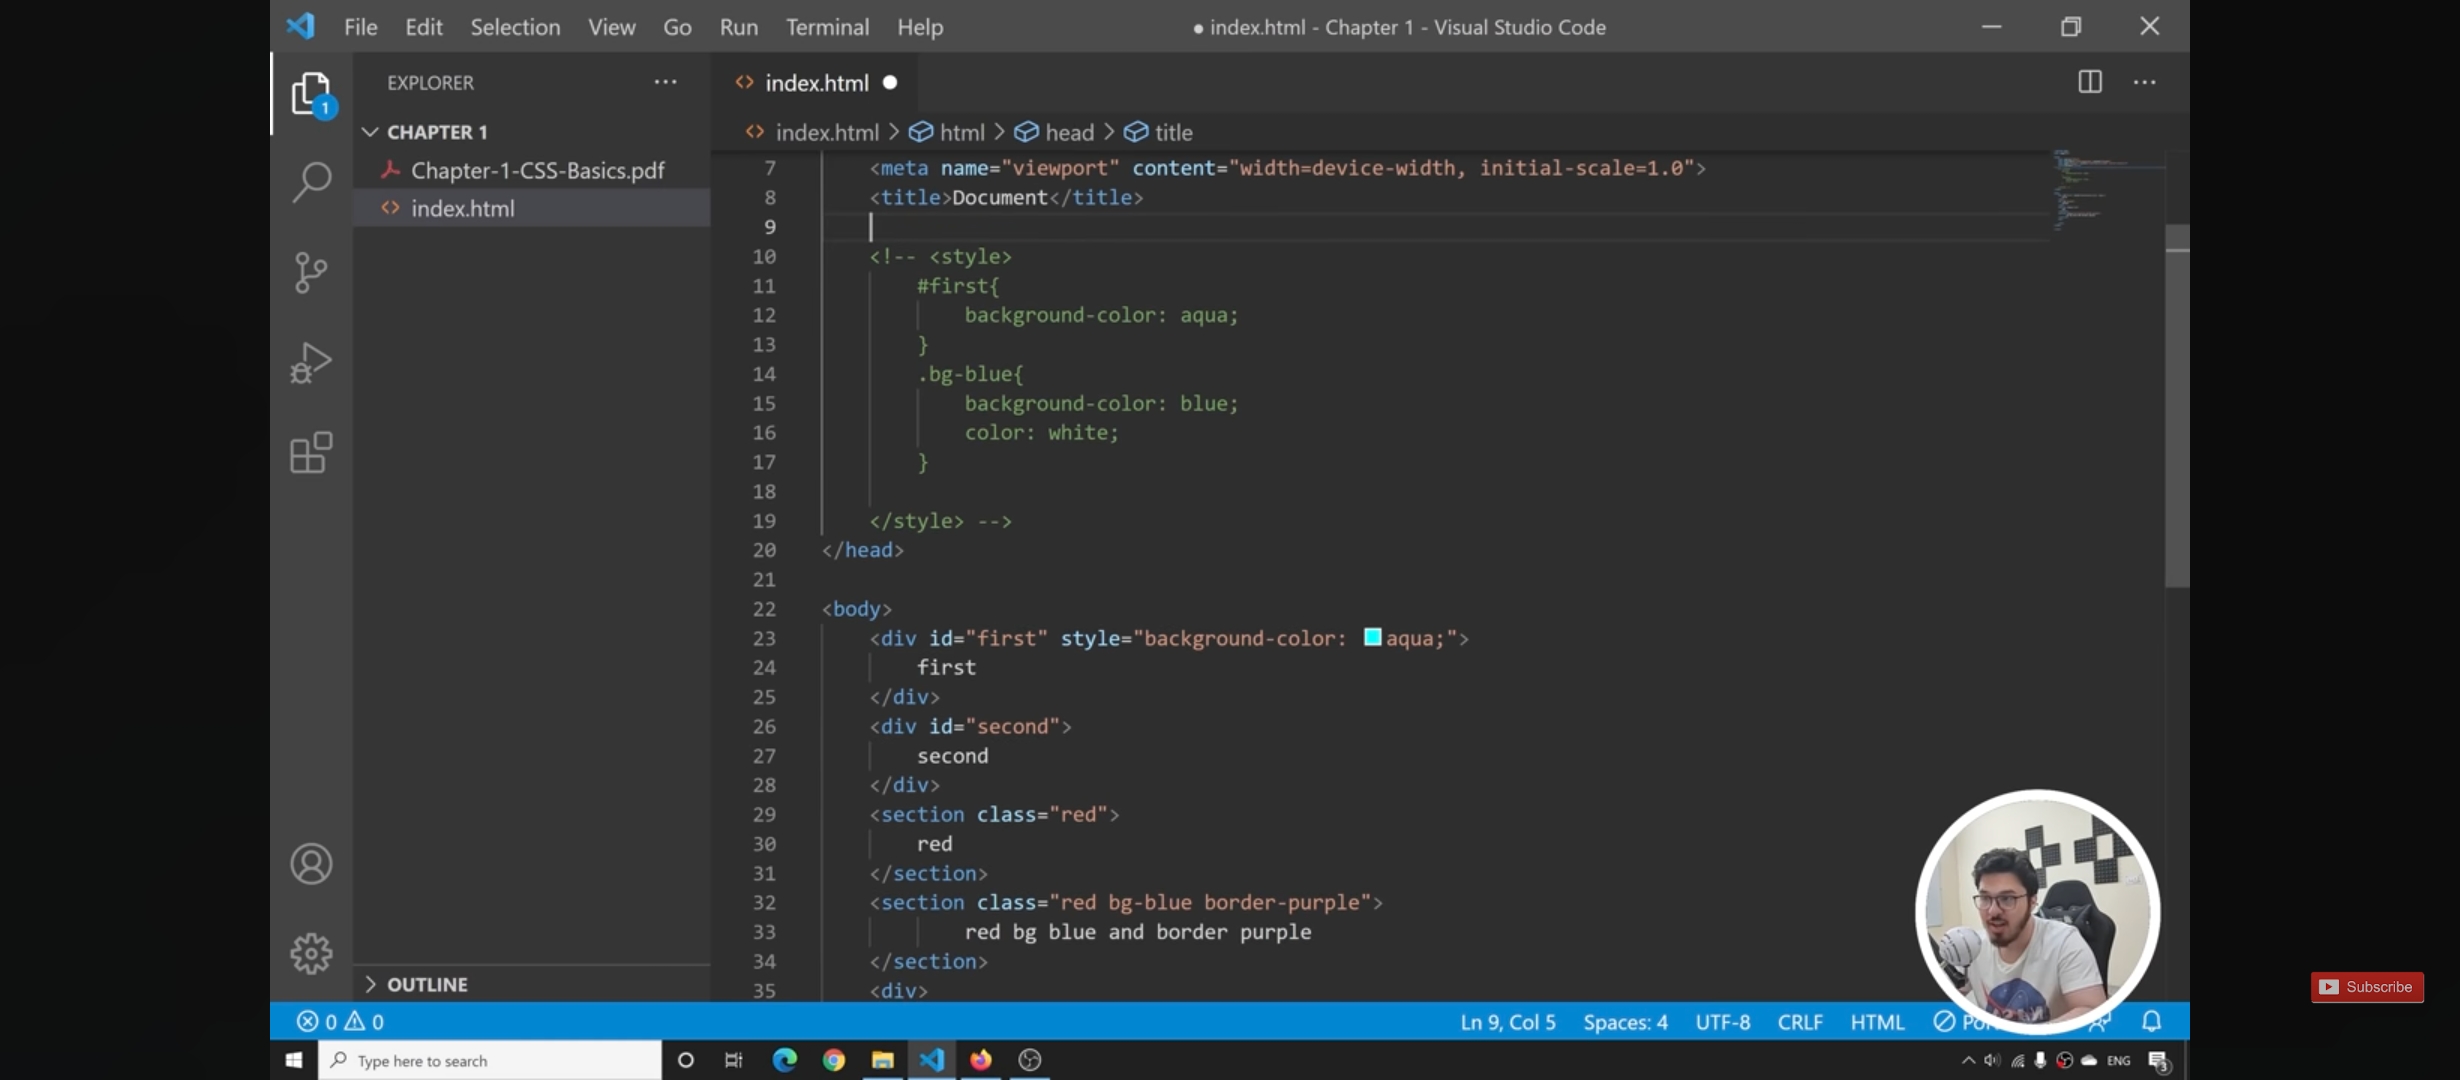 File Edit Selection View Go Run Terminal Help
● index.html - Chapter 1 - Visual Studio Code
EXPLORER
index.html
1
CHAPTER 1
index.html > html > head > title
Chapter-1-CSS-Basics.pdf
index.html
7 <meta name="viewport" content="width=device-width, initial-scale=1.0">
8 <title>Document</title>
9
10 <!-- <style>
11 #first{
12 background-color: aqua;
13 }
14 .bg-blue{
15 background-color: blue;
16 color: white;
17 }
18
19 </style> -->
20 </head>
21
22 <body>
23 <div id="first" style="background-color: aqua;">
24 first
25 </div>
26 <div id="second">
27 second
28 </div>
29 <section class="red">
30 red
31 </section>
32 <section class="red bg-blue border-purple">
33 red bg blue and border purple
34 </section>
35 <div>
OUTLINE
Subscribe
0 0
Ln 9, Col 5 Spaces: 4 UTF-8 CRLF HTML
Type here to search
ENG
3